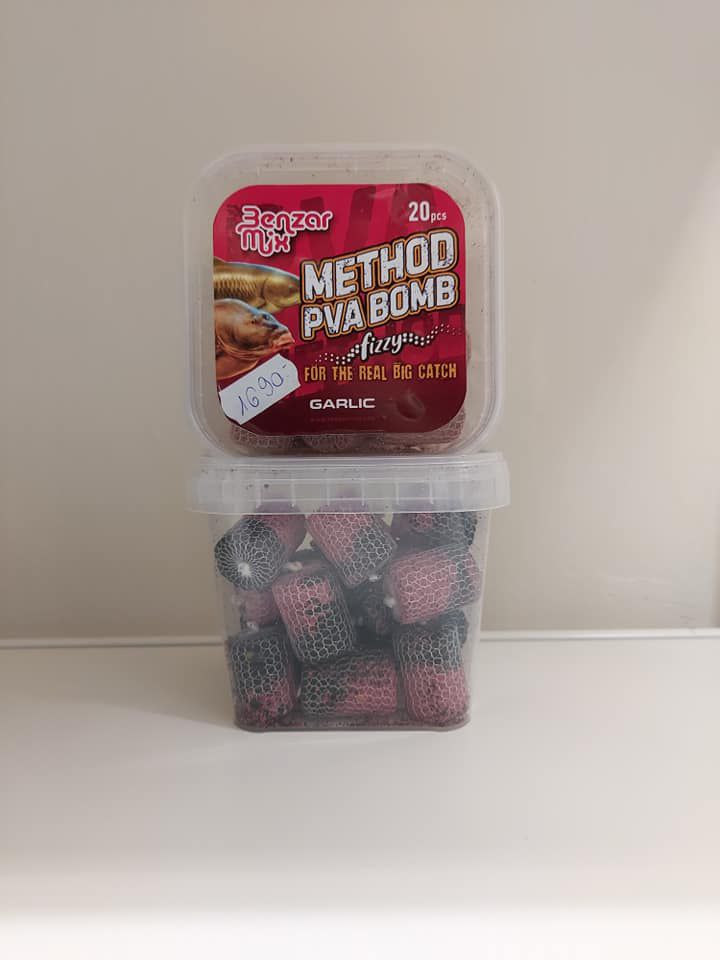 Benzar
Mix
20pcs
METHOD
PVA BOMB
fizzy
FOR THE REAL BIG CATCH
1690.-
GARLIC